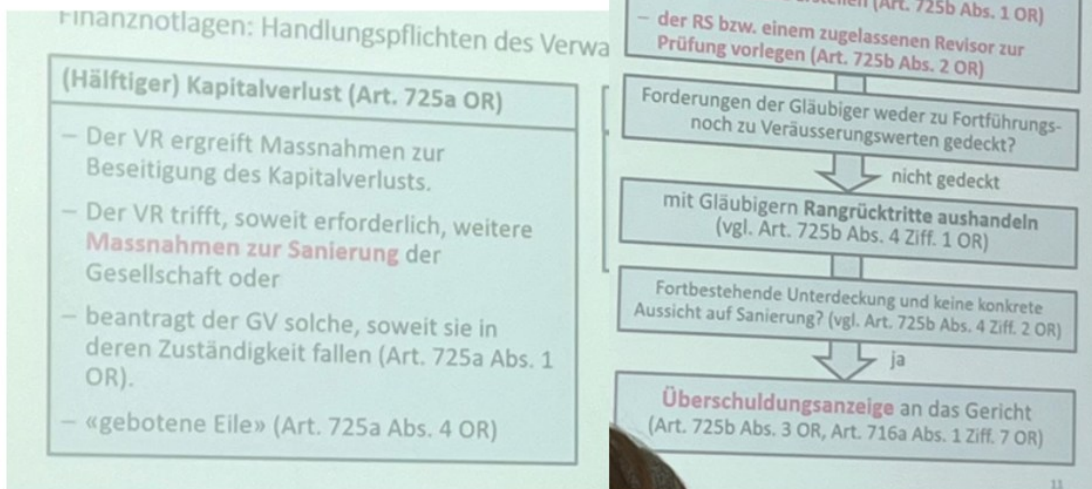 Finanznotlagen: Handlungspflichten des Verwa
(Hälftiger) Kapitalverlust (Art. 725a OR)
– Der VR ergreift Massnahmen zur
Beseitigung des Kapitalverlusts.
– Der VR trifft, soweit erforderlich, weitere
Massnahmen zur Sanierung der
Gesellschaft oder
– beantragt der GV solche, soweit sie in
deren Zuständigkeit fallen (Art. 725a Abs. 1
OR).
– «gebotene Eile» (Art. 725a Abs. 4 OR)
(Art. 725b Abs. 1 OR)
– der RS bzw. einem zugelassenen Revisor zur
Prüfung vorlegen (Art. 725b Abs. 2 OR)
Forderungen der Gläubiger weder zu Fortführungs-
noch zu Veräusserungswerten gedeckt?
nicht gedeckt
mit Gläubigern Rangrücktritte aushandeln
(vgl. Art. 725b Abs. 4 Ziff. 1 OR)
Fortbestehende Unterdeckung und keine konkrete
Aussicht auf Sanierung? (vgl. Art. 725b Abs. 4 Ziff. 2 OR)
ja
Überschuldungsanzeige an das Gericht
(Art. 725b Abs. 3 OR, Art. 716a Abs. 1 Ziff. 7 OR)
11